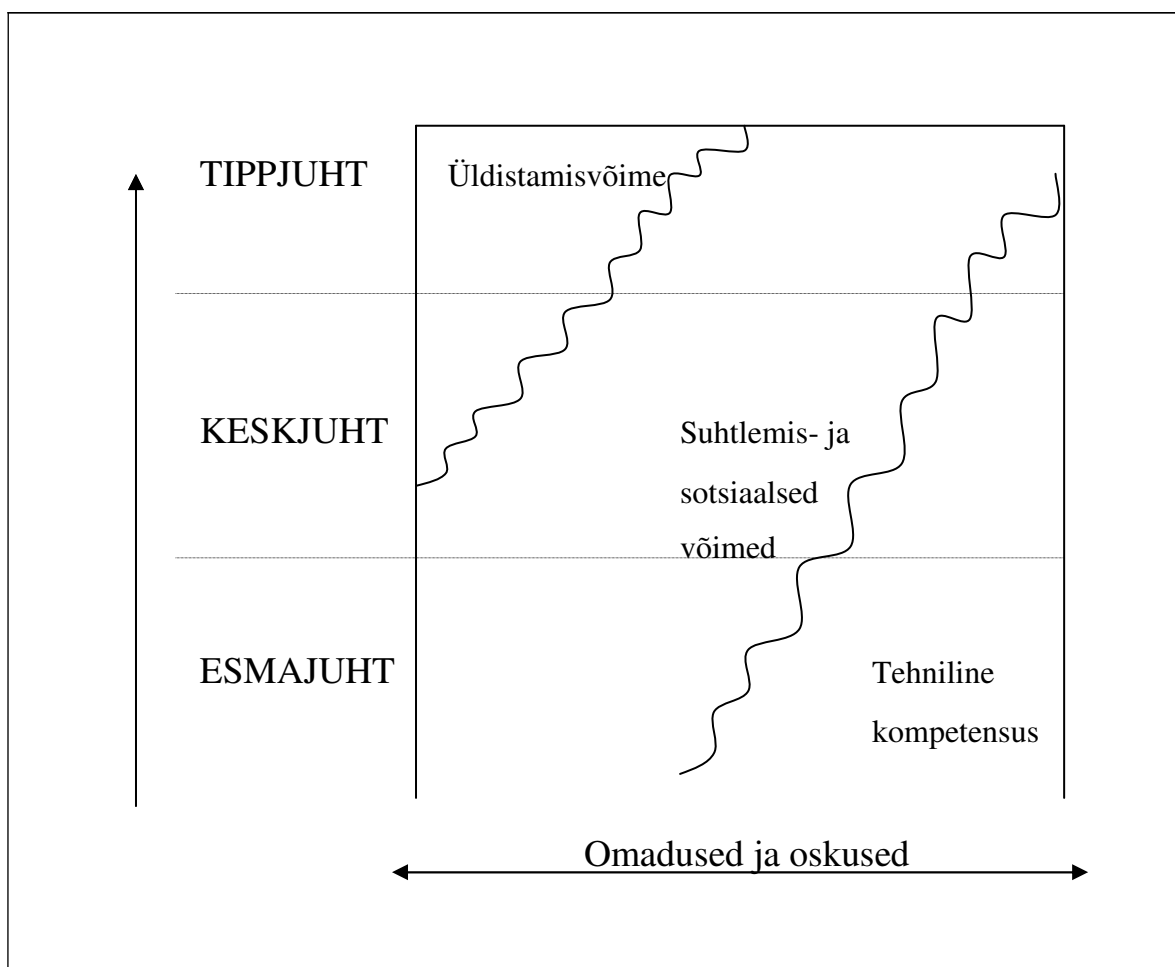 TIPPJUHT
Üldistamisvõime
KESKJUHT
Suhtlemis- ja
sotsiaalsed
võimed
ESMAJUHT
Tehniline
kompetensus
Omadused ja oskused